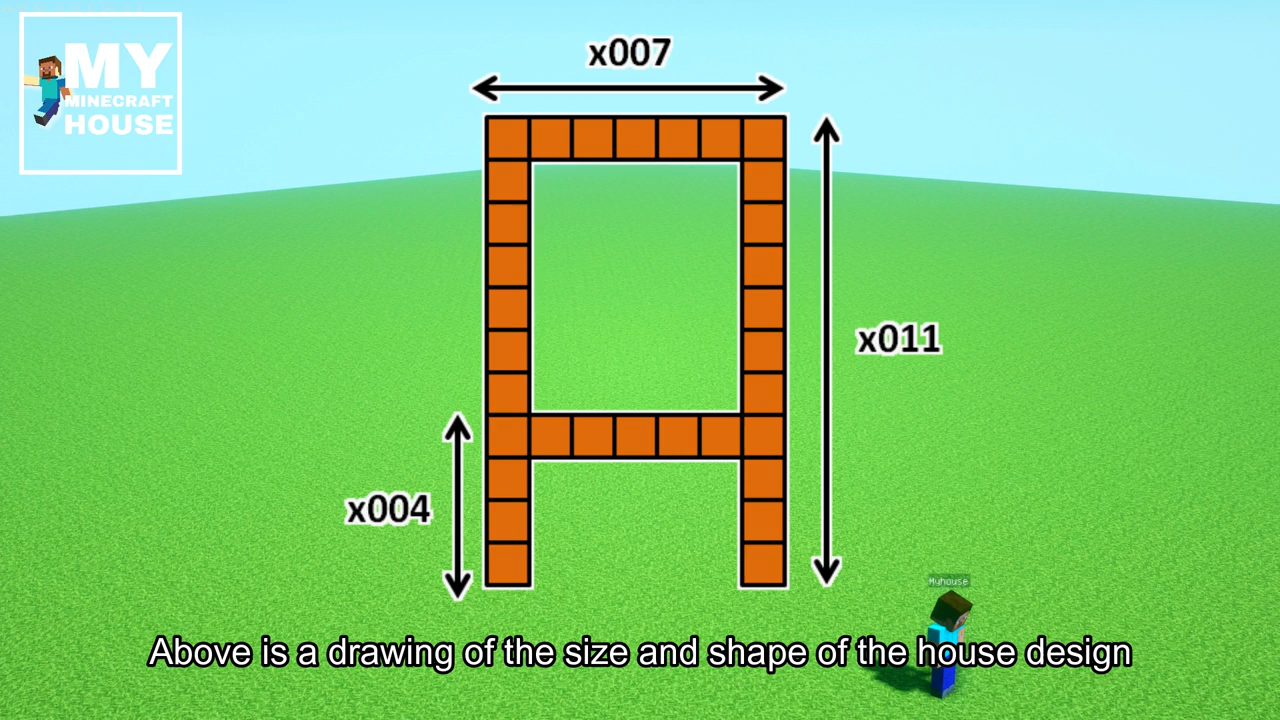 MY
MINECRAFT
HOUSE
x007
x011
x004
Myhouse
Above is a drawing of the size and shape of the house design